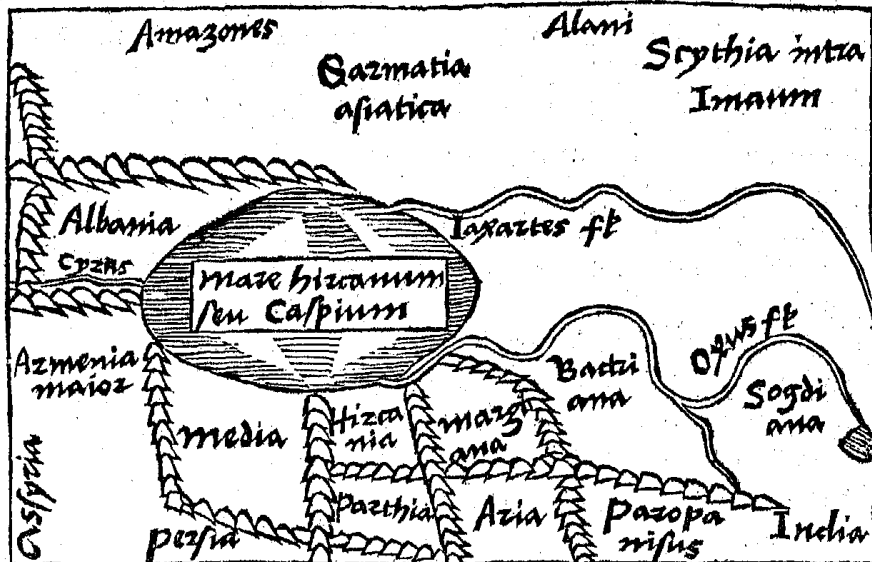 Amazones
Alani
Sarmatia
asiatica
Scythia intra
Imaum
Albania
Cyrus
Iaxartes fl
mare hircanum
seu Caspium
Armenia
maior
Oxus fl
Bactri
ana
Sogdi
ana
media
Hirca
nia
marg
ana
Assyria
Persia
Parthia
Aria
Paropa
nisus
India